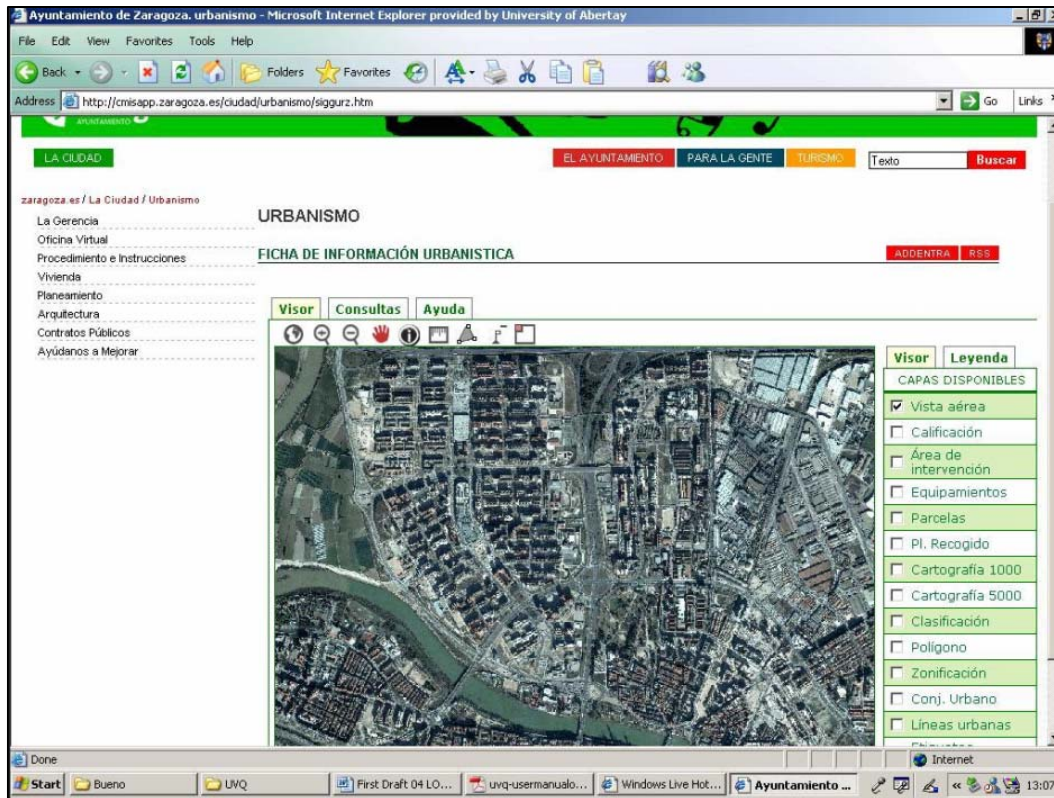 Ayuntamiento de Zaragoza. urbanismo - Microsoft Internet Explorer provided by University of Abertay
File Edit View Favorites Tools Help
Back Folders Favorites
Address http://cmisapp.zaragoza.es/ciudad/urbanismo/siggurz.htm Go Links
AYUNTAMIENTO
LA CIUDAD EL AYUNTAMIENTO PARA LA GENTE TURISMO Texto Buscar
zaragoza.es / La Ciudad / Urbanismo
La Gerencia
Oficina Virtual
Procedimiento e Instrucciones
Vivienda
Planeamiento
Arquitectura
Contratos Públicos
Ayúdanos a Mejorar
URBANISMO
FICHA DE INFORMACIÓN URBANISTICA ADDENTRA RSS
Visor Consultas Ayuda
Visor Leyenda
CAPAS DISPONIBLES
Vista aérea
Calificación
Área de
intervención
Equipamientos
Parcelas
Pl. Recogido
Cartografía 1000
Cartografía 5000
Clasificación
Polígono
Zonificación
Conj. Urbano
Líneas urbanas
Done Internet
Start Bueno UVQ First Draft 04 LO... uvq-usermanualo... Windows Live Hot... Ayuntamiento ... 13:07